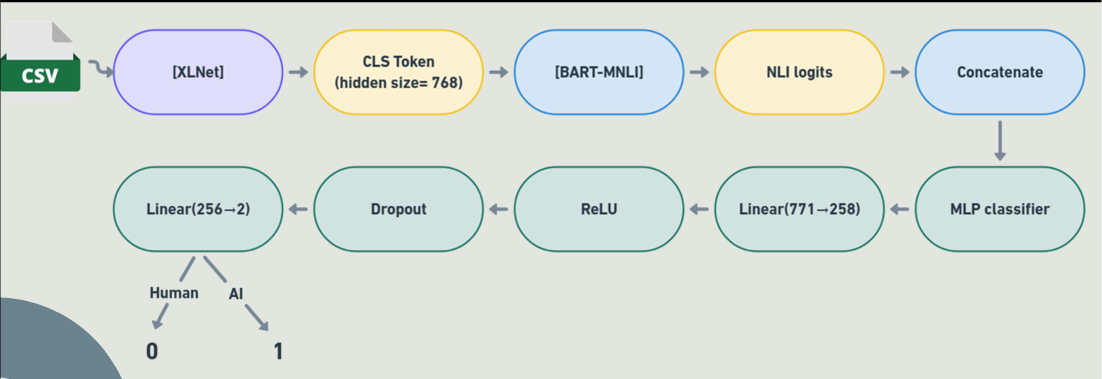 CSV
[XLNet]
CLS Token
(hidden size= 768)
[BART-MNLI]
NLI logits
Concatenate
Linear(256→2)
Dropout
ReLU
Linear(771→258)
MLP classifier
Human
AI
0
1